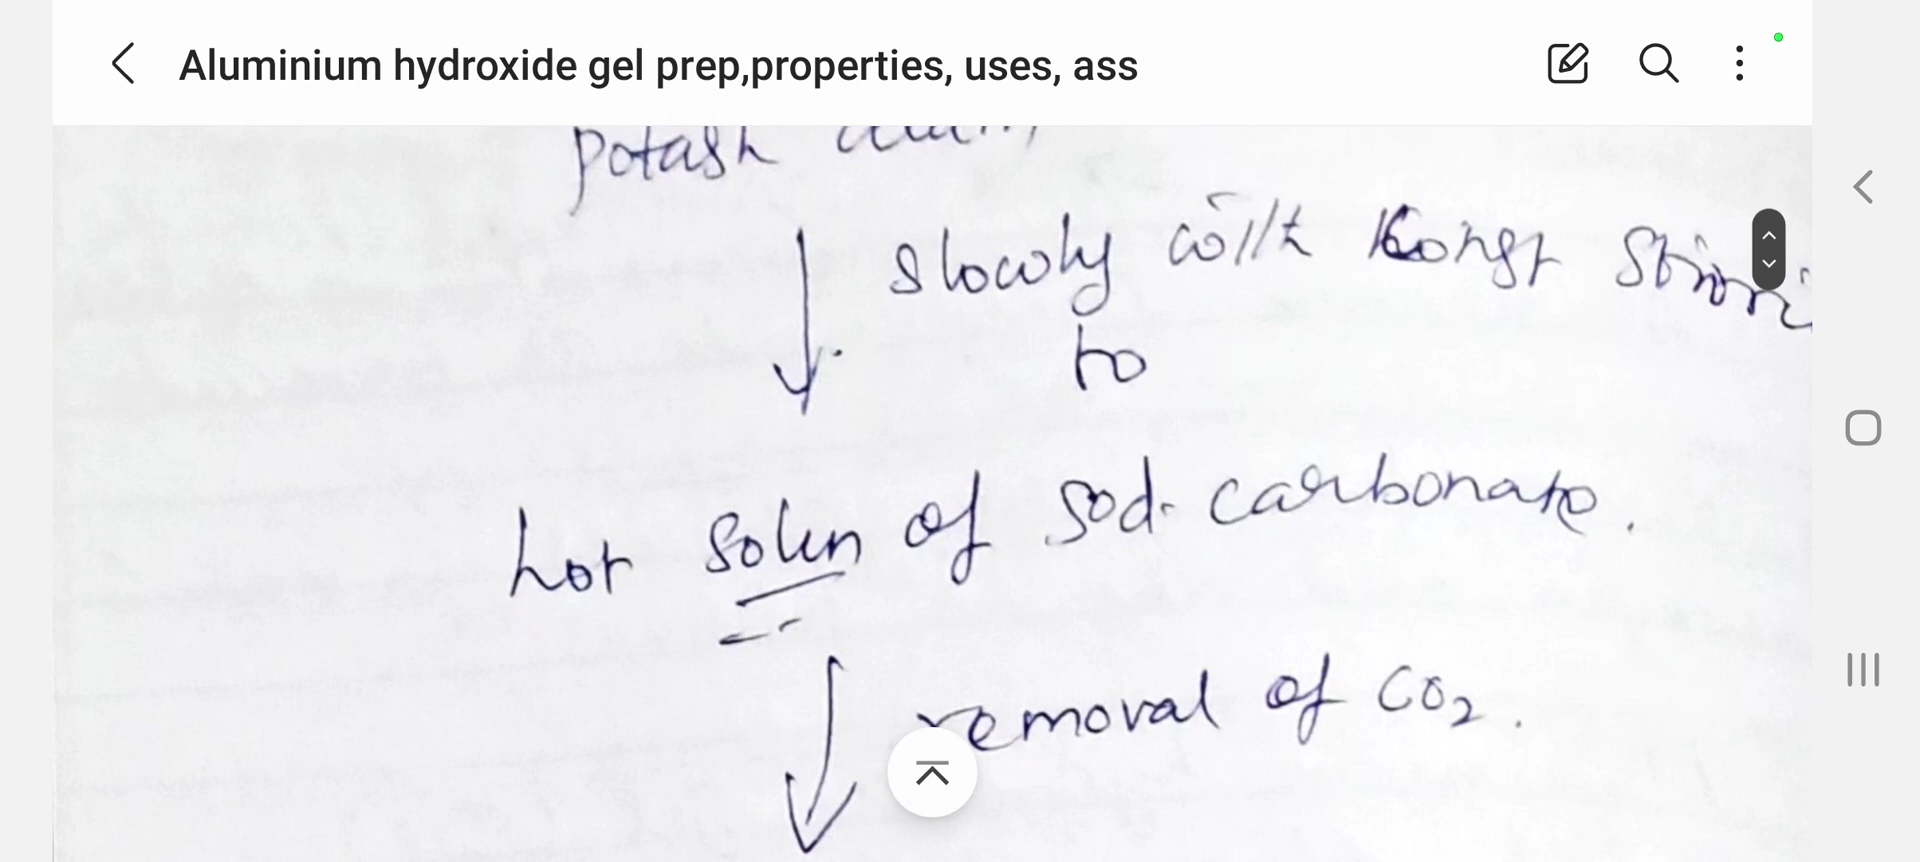 Aluminium hydroxide gel prep,properties, uses, ass
potash alum
slowly with const
to
hot soln of sod. carbonate.
removal of CO2.